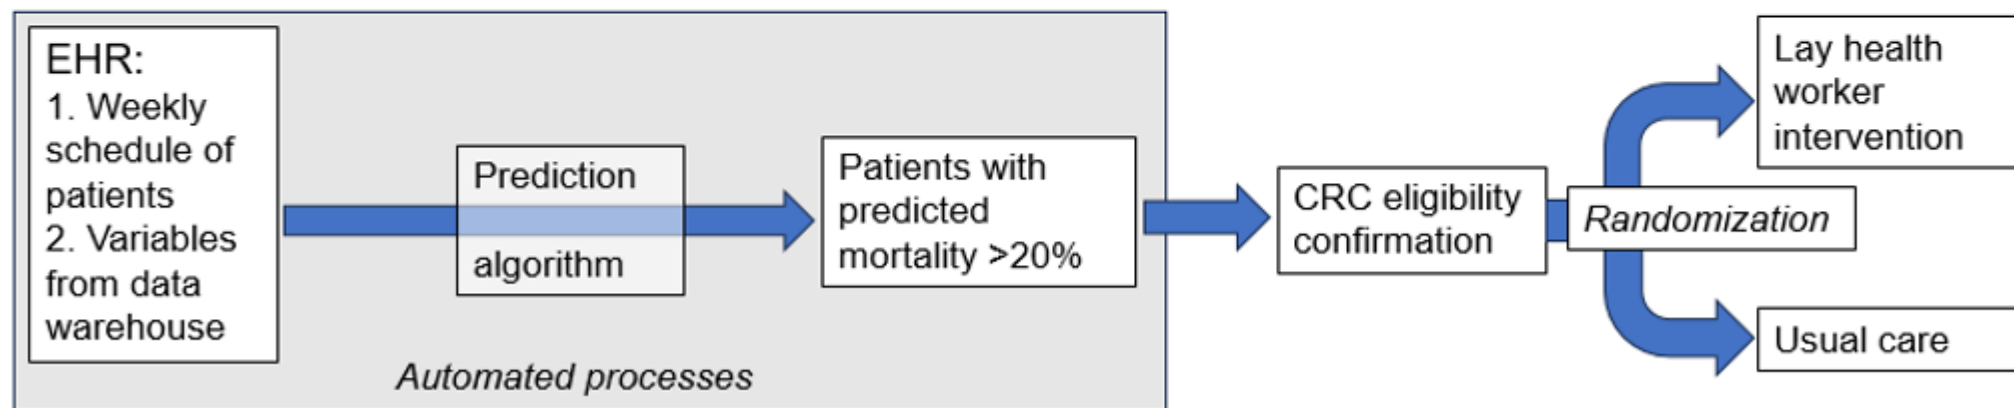 EHR:
1. Weekly
schedule of
patients
2. Variables
from data
warehouse
Prediction
algorithm
Patients with
predicted
mortality >20%
Automated processes
CRC eligibility
confirmation
Randomization
Lay health
worker
intervention
Usual care